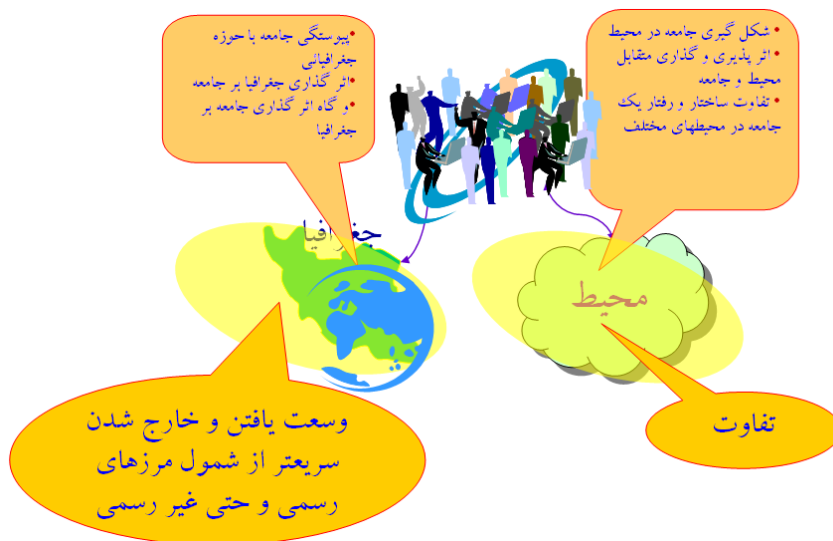 • شکل گیری جامعه در محیط
• اثر پذیری و گذاری متقابل
محیط و جامعه
• تفاوت ساختار و رفتار یک
جامعه در محیطهای مختلف
•پیوستگی جامعه با حوزه
جغرافیائی
•اثر گذاری جغرافیا بر جامعه
•و گاه اثر گذاری جامعه بر
جغرافیا
جغرافیا
محیط
تفاوت
وسعت یافتن و خارج شدن
سریعتر از شمول مرزهای
رسمی و حتی غیر رسمی